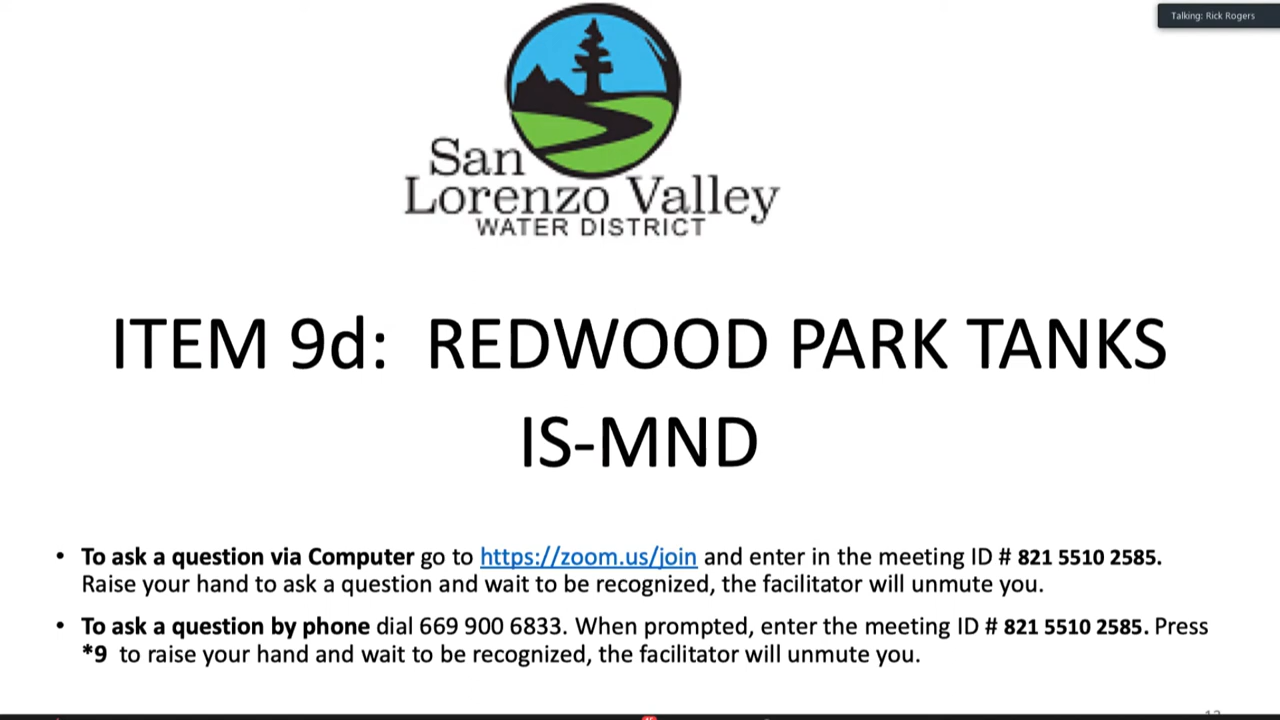 Talking: Rick Rogers
San
Lorenzo Valley
WATER DISTRICT
ITEM 9d: REDWOOD PARK TANKS
IS-MND
• To ask a question via Computer go to https://zoom.us/join and enter in the meeting ID # 821 5510 2585.
Raise your hand to ask a question and wait to be recognized, the facilitator will unmute you.
• To ask a question by phone dial 669 900 6833. When prompted, enter the meeting ID # 821 5510 2585. Press
*9 to raise your hand and wait to be recognized, the facilitator will unmute you.